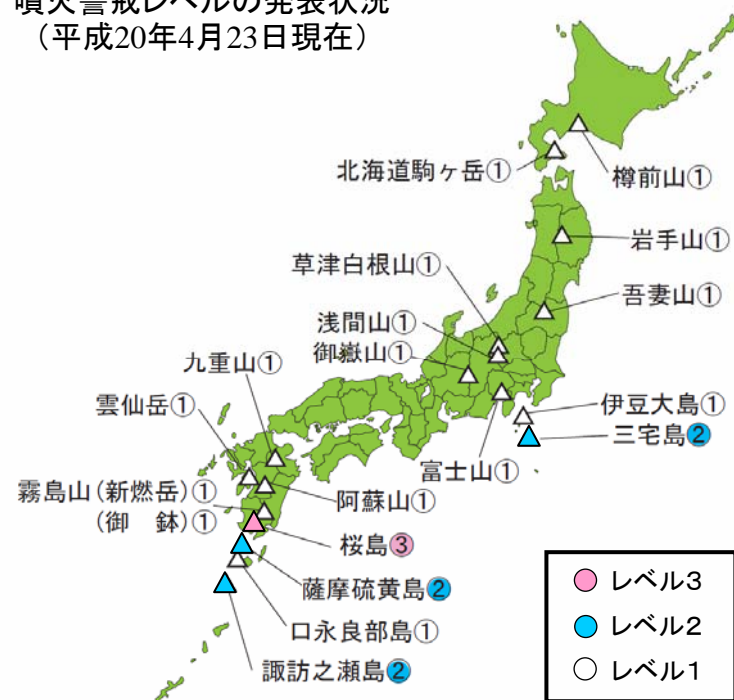 噴火警戒レベルの発表状況
（平成20年4月23日現在）
北海道駒ヶ岳①
樽前山①
岩手山①
草津白根山①
吾妻山①
浅間山①
御嶽山①
九重山①
雲仙岳①
伊豆大島①
三宅島②
富士山①
霧島山（新燃岳）①
（御　鉢）①
阿蘇山①
桜島③
薩摩硫黄島②
口永良部島①
諏訪之瀬島②
レベル3
レベル2
レベル1